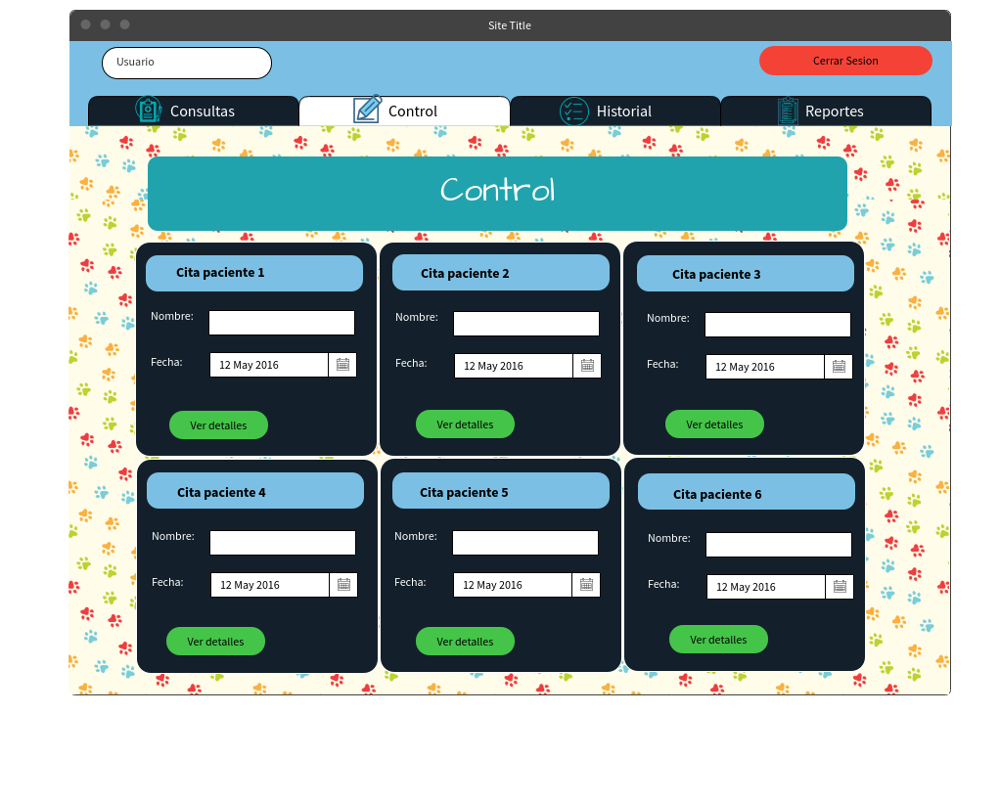 Site Title
Usuario
Cerrar Sesion
Consultas
Control
Historial
Reportes
Control
Cita paciente 1
Nombre:
Fecha:
12 May 2016
Ver detalles
Cita paciente 2
Nombre:
Fecha:
12 May 2016
Ver detalles
Cita paciente 3
Nombre:
Fecha:
12 May 2016
Ver detalles
Cita paciente 4
Nombre:
Fecha:
12 May 2016
Ver detalles
Cita paciente 5
Nombre:
Fecha:
12 May 2016
Ver detalles
Cita paciente 6
Nombre:
Fecha:
12 May 2016
Ver detalles